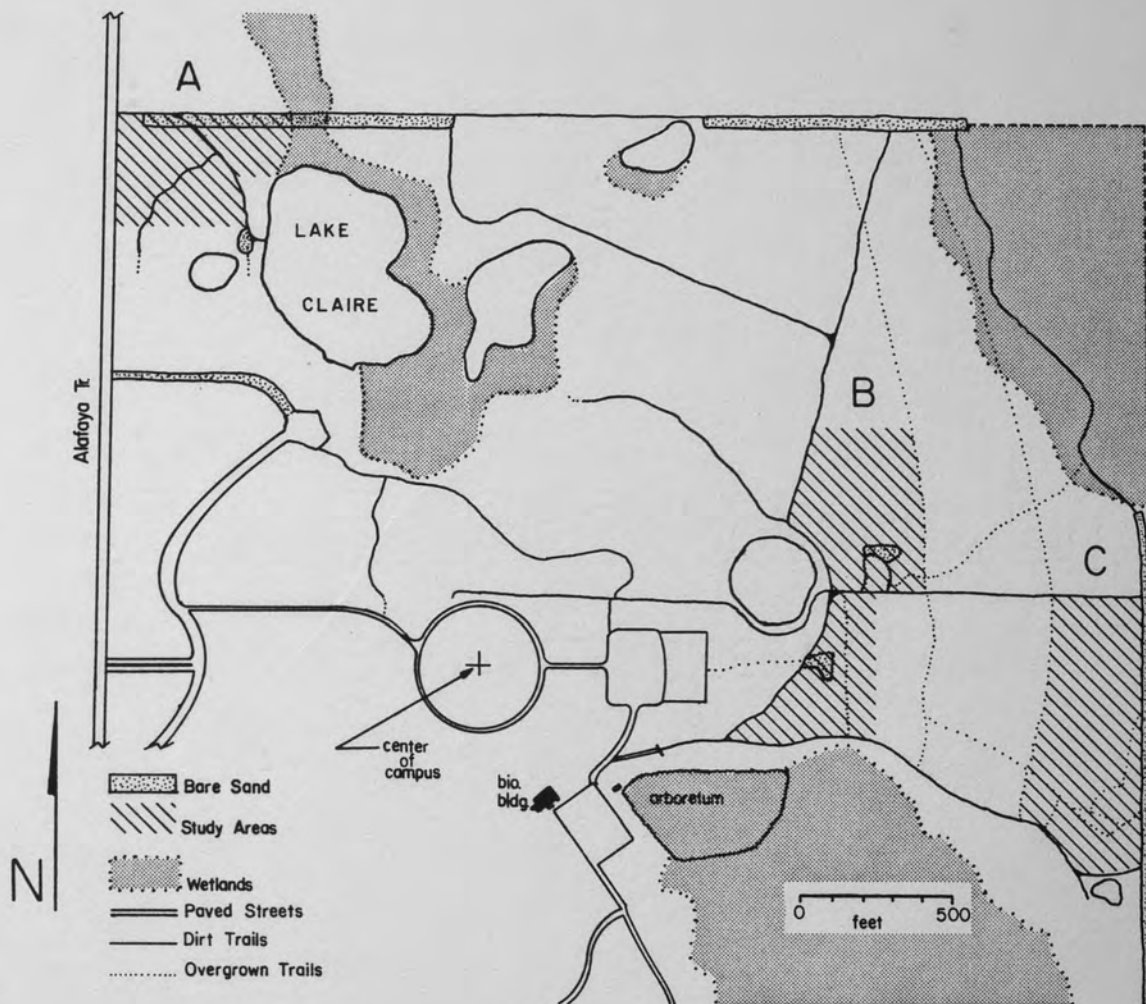 A
LAKE
CLAIRE
Alafaya Tr.
B
C
center
of
campus
bio.
bldg.
arboretum
Bare Sand
Study Areas
Wetlands
Paved Streets
Dirt Trails
Overgrown Trails
N
0 500
feet